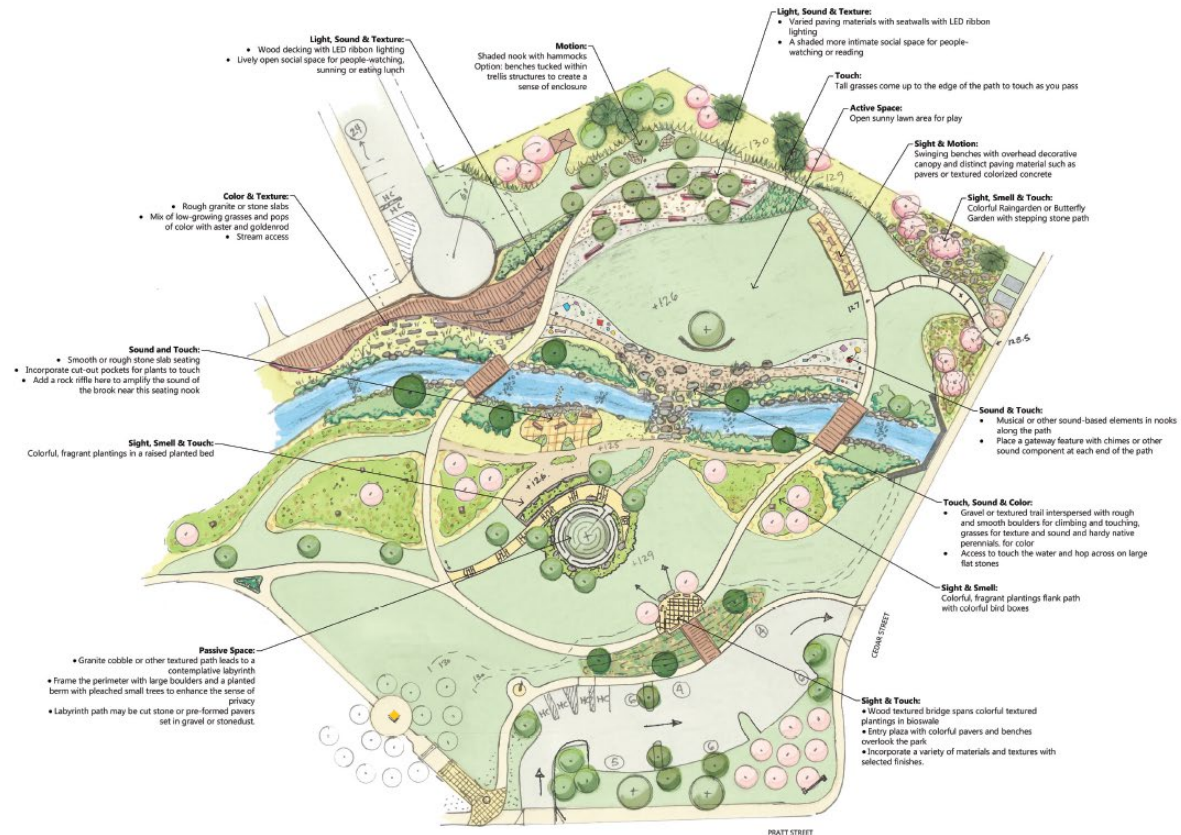 Light, Sound & Texture:
• Wood decking with LED ribbon lighting
• Lively open social space for people-watching,
sunning or eating lunch
Motion:
Shaded nook with hammocks
Option: benches tucked within
trellis structures to create a
sense of enclosure
Light, Sound & Texture:
• Varied paving materials with seatwalls with LED ribbon
lighting
• A shaded more intimate social space for people-
watching or reading
Touch:
Tall grasses come up to the edge of the path to touch as you pass
Active Space:
Open sunny lawn area for play
Sight & Motion:
Swinging benches with overhead decorative
canopy and distinct paving material such as
pavers or textured colorized concrete
Sight, Smell & Touch:
Colorful Raingarden or Butterfly
Garden with stepping stone path
Color & Texture:
• Rough granite or stone slabs
• Mix of low-growing grasses and pops
of color with aster and goldenrod
• Stream access
Sound and Touch:
• Smooth or rough stone slab seating
• Incorporate cut-out pockets for plants to touch
• Add a rock riffle here to amplify the sound of
the brook near this seating nook
Sight, Smell & Touch:
Colorful, fragrant plantings in a raised planted bed
Passive Space:
• Granite cobble or other textured path leads to a
contemplative labyrinth
• Frame the perimeter with large boulders and a planted
berm with pleached small trees to enhance the sense of
privacy
• Labyrinth path may be cut stone or pre-formed pavers
set in gravel or stonedust.
Sound & Touch:
• Musical or other sound-based elements in nooks
along the path
• Place a gateway feature with chimes or other
sound component at each end of the path
Touch, Sound & Color:
• Gravel or textured trail interspersed with rough
and smooth boulders for climbing and touching,
grasses for texture and sound and hardy native
perennials. for color
• Access to touch the water and hop across on large
flat stones
Sight & Smell:
Colorful, fragrant plantings flank path
with colorful bird boxes
Sight & Touch:
• Wood textured bridge spans colorful textured
plantings in bioswale
• Entry plaza with colorful pavers and benches
overlook the park
• Incorporate a variety of materials and textures with
selected finishes.
CEDAR STREET
PRATT STREET
29
HC
HC
-130
-129
+126
127
128.5
+126
+129
130
HC
HC
HC
6
4
4
5
6